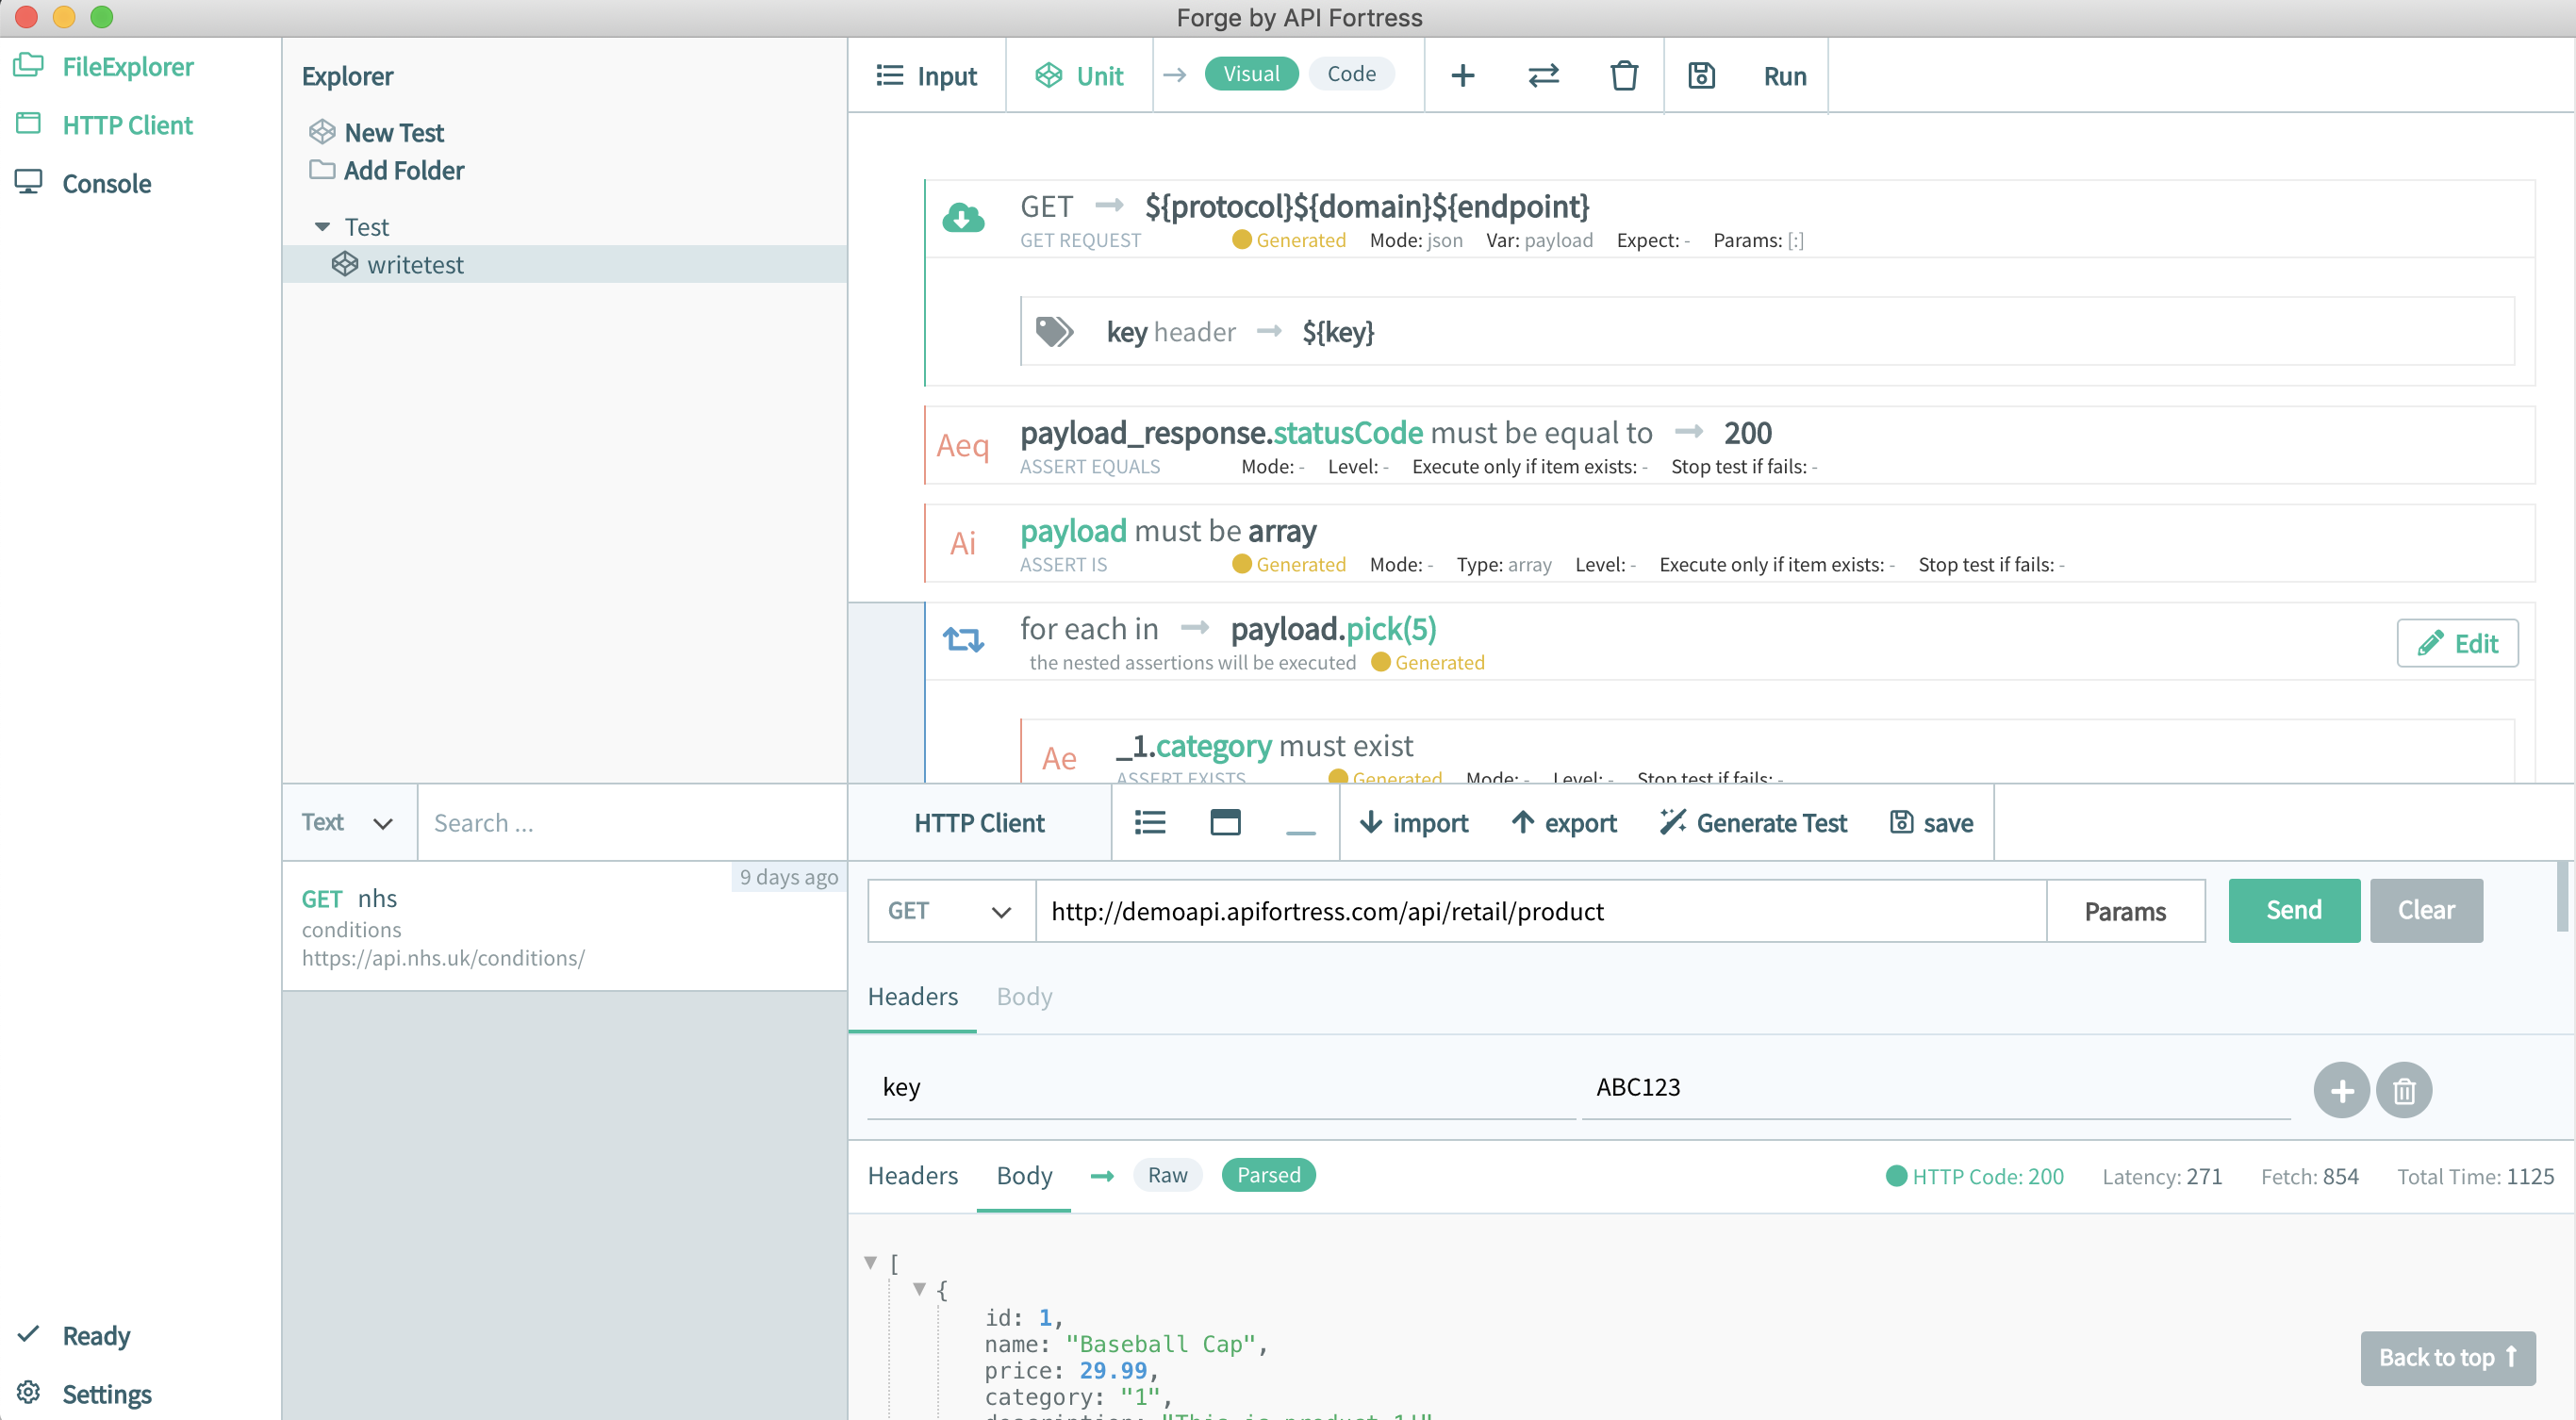 Forge by API Fortress
FileExplorer
HTTP Client
Console
Ready
Settings
Explorer
New Test
Add Folder
Test
writetest
Text
Search ...
9 days ago
GET nhs
conditions
https://api.nhs.uk/conditions/
Input Unit → Visual Code Run
GET → ${protocol}${domain}${endpoint}
GET REQUEST Generated Mode: json Var: payload Expect: - Params: [:]
key header → ${key}
Aeq payload_response.statusCode must be equal to → 200
ASSERT EQUALS Mode: - Level: - Execute only if item exists: - Stop test if fails: -
Ai payload must be array
ASSERT IS Generated Mode: - Type: array Level: - Execute only if item exists: - Stop test if fails: -
for each in → payload.pick(5)
Edit
the nested assertions will be executed Generated
Ae _1.category must exist
ASSERT EXISTS Generated Mode: - Level: - Stop test if fails: -
HTTP Client import export Generate Test save
GET http://demoapi.apifortress.com/api/retail/product Params Send Clear
Headers Body
key ABC123
Headers Body → Raw Parsed HTTP Code: 200 Latency: 271 Fetch: 854 Total Time: 1125
[
{
id: 1,
name: "Baseball Cap",
price: 29.99,
category: "1",
description: "This is product 1!"
Back to top ↑